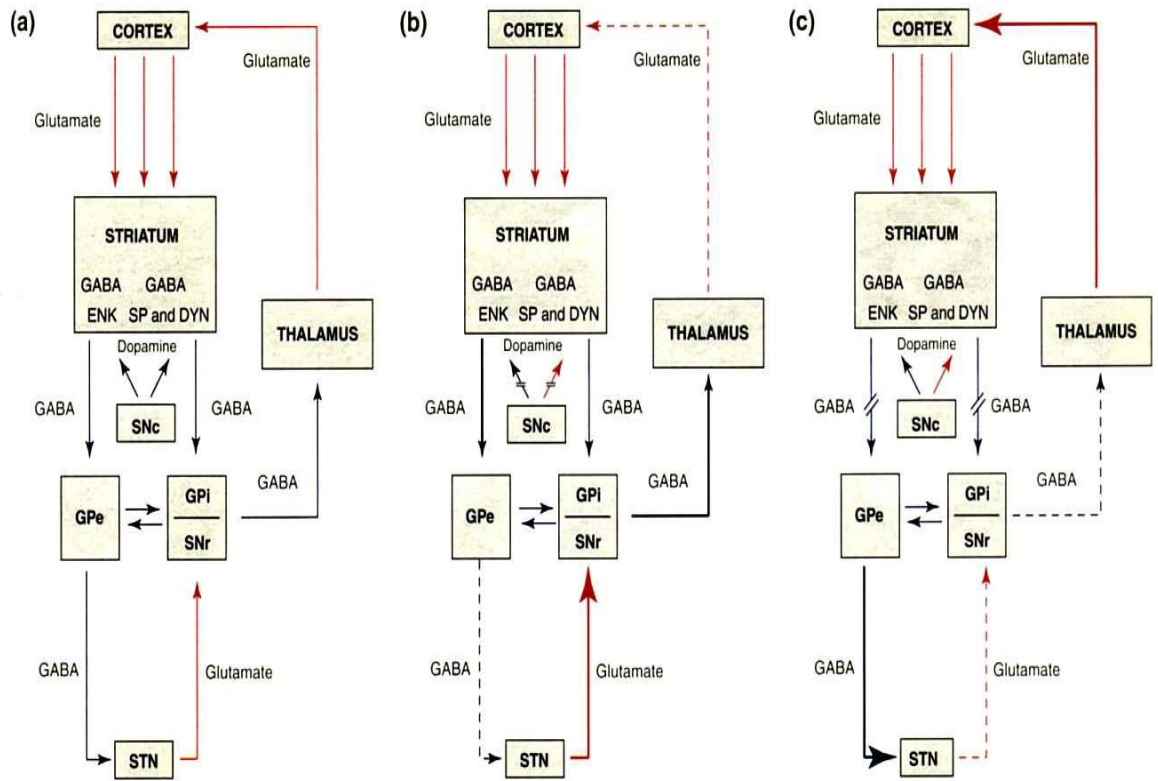 (a)
CORTEX
Glutamate
Glutamate
STRIATUM
GABA GABA
ENK SP and DYN
Dopamine
THALAMUS
GABA
SNc
GABA
GPe
GPi
SNr
GABA
GABA
Glutamate
STN
(b)
CORTEX
Glutamate
Glutamate
STRIATUM
GABA GABA
ENK SP and DYN
Dopamine
THALAMUS
GABA
SNc
GABA
GPe
GPi
SNr
GABA
GABA
Glutamate
STN
(c)
CORTEX
Glutamate
Glutamate
STRIATUM
GABA GABA
ENK SP and DYN
Dopamine
THALAMUS
GABA
SNc
GABA
GPe
GPi
SNr
GABA
GABA
Glutamate
STN